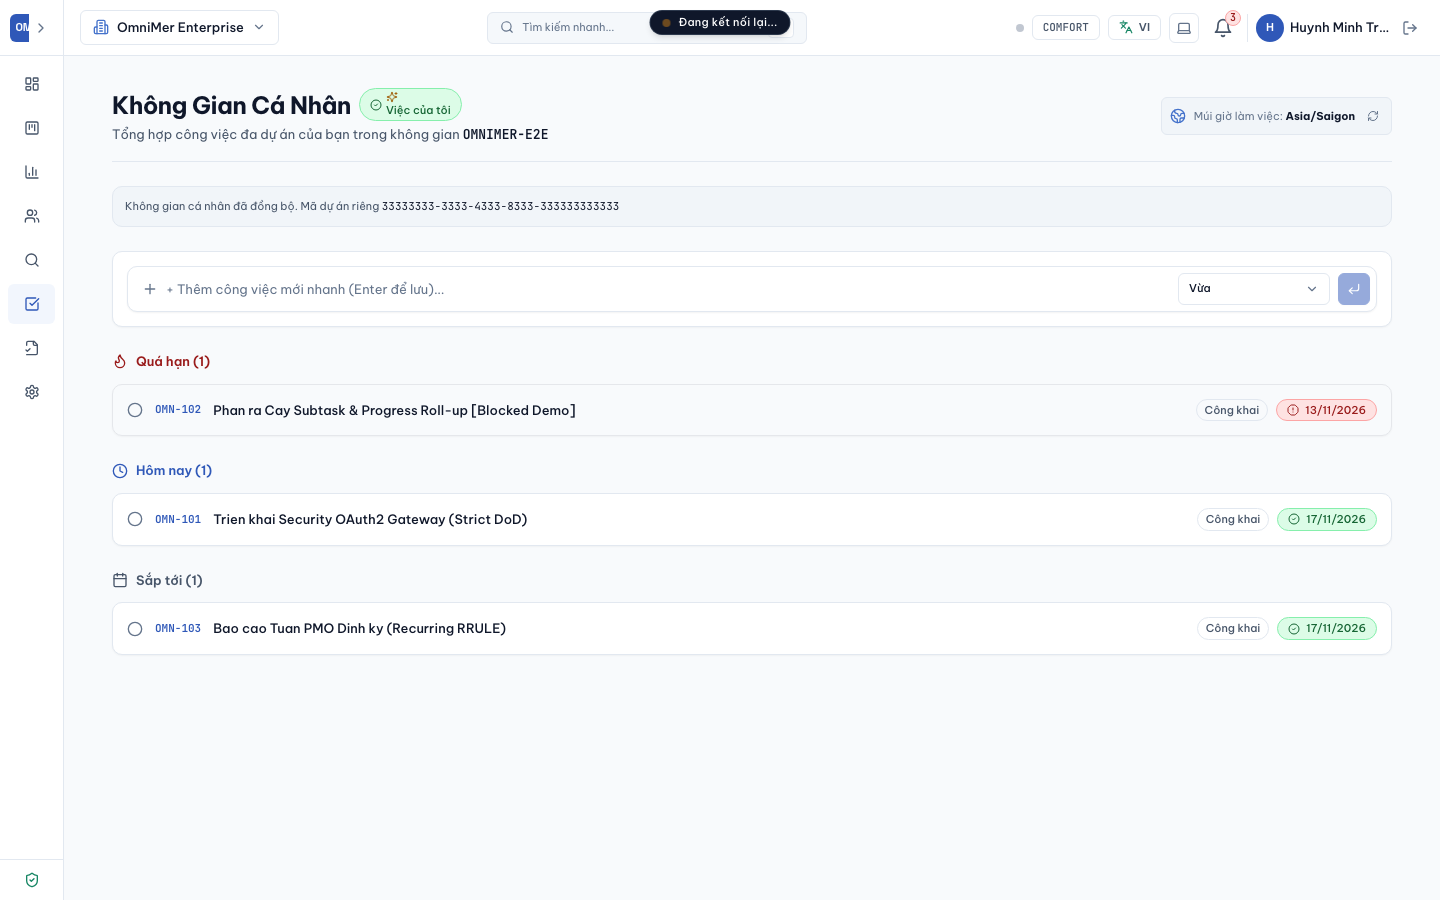 OmniMer Enterprise
Tìm kiếm nhanh...
Đang kết nối lại...
COMFORT
VI
3
H
Huynh Minh Tr...
Không Gian Cá Nhân
Việc của tôi
Tổng hợp công việc đa dự án của bạn trong không gian OMNIMER-E2E
Múi giờ làm việc: Asia/Saigon
Không gian cá nhân đã đồng bộ. Mã dự án riêng 33333333-3333-4333-8333-333333333333
+ Thêm công việc mới nhanh (Enter để lưu)...
Vừa
Quá hạn (1)
OMN-102 Phan ra Cay Subtask & Progress Roll-up [Blocked Demo] Công khai 13/11/2026
Hôm nay (1)
OMN-101 Trien khai Security OAuth2 Gateway (Strict DoD) Công khai 17/11/2026
Sắp tới (1)
OMN-103 Bao cao Tuan PMO Dinh ky (Recurring RRULE) Công khai 17/11/2026